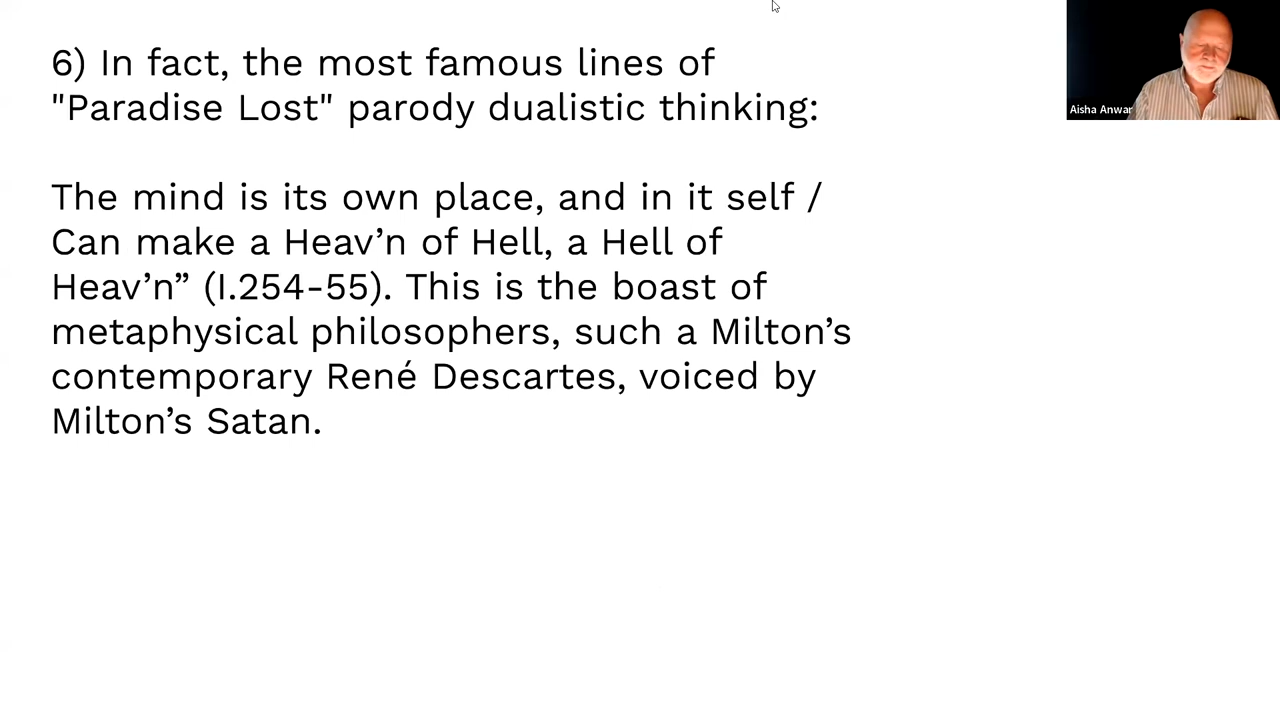 6) In fact, the most famous lines of
"Paradise Lost" parody dualistic thinking:
The mind is its own place, and in it self /
Can make a Heav’n of Hell, a Hell of
Heav’n” (I.254-55). This is the boast of
metaphysical philosophers, such a Milton’s
contemporary René Descartes, voiced by
Milton’s Satan.
Aisha Anwar